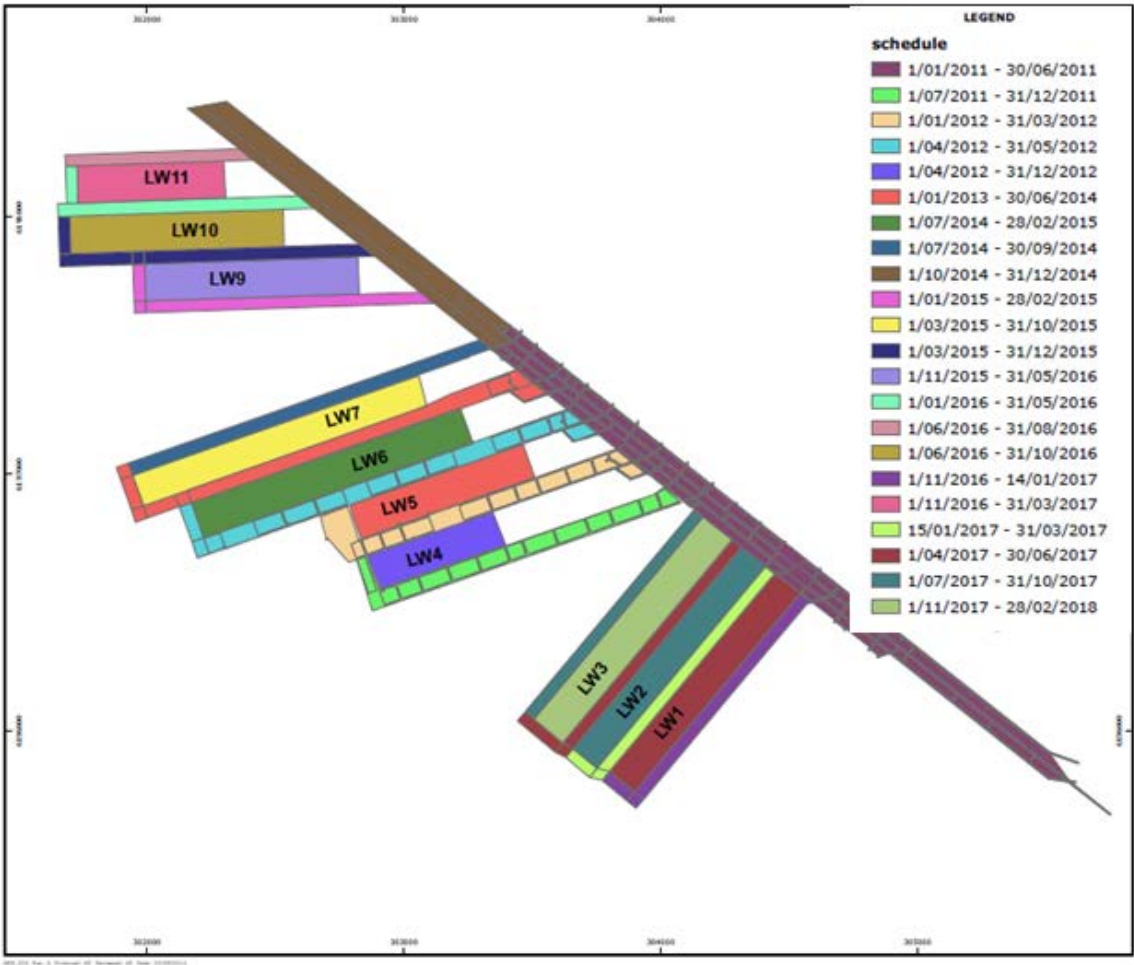 302000 303000 304000
LEGEND
schedule
1/01/2011 - 30/06/2011
1/07/2011 - 31/12/2011
1/01/2012 - 31/03/2012
1/04/2012 - 31/05/2012
1/04/2012 - 31/12/2012
1/01/2013 - 30/06/2014
1/07/2014 - 28/02/2015
1/07/2014 - 30/09/2014
1/10/2014 - 31/12/2014
1/01/2015 - 28/02/2015
1/03/2015 - 31/10/2015
1/03/2015 - 31/12/2015
1/11/2015 - 31/05/2016
1/01/2016 - 31/05/2016
1/06/2016 - 31/08/2016
1/06/2016 - 31/10/2016
1/11/2016 - 14/01/2017
1/11/2016 - 31/03/2017
15/01/2017 - 31/03/2017
1/04/2017 - 30/06/2017
1/07/2017 - 31/10/2017
1/11/2017 - 28/02/2018
LW11
LW10
LW9
LW7
LW6
LW5
LW4
LW3
LW2
LW1
302000 303000 304000 305000